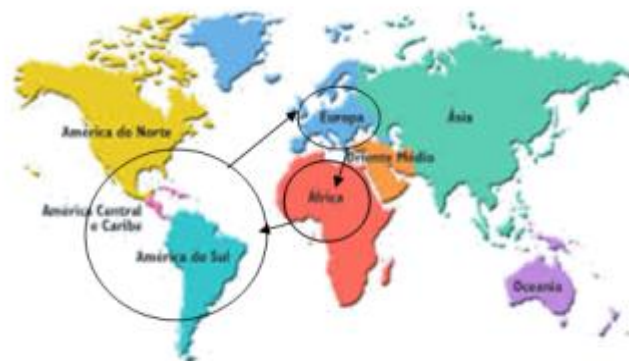 Europa
Ásia
América do Norte
Oriente Médio
África
América Central
e Caribe
América do Sul
Oceania